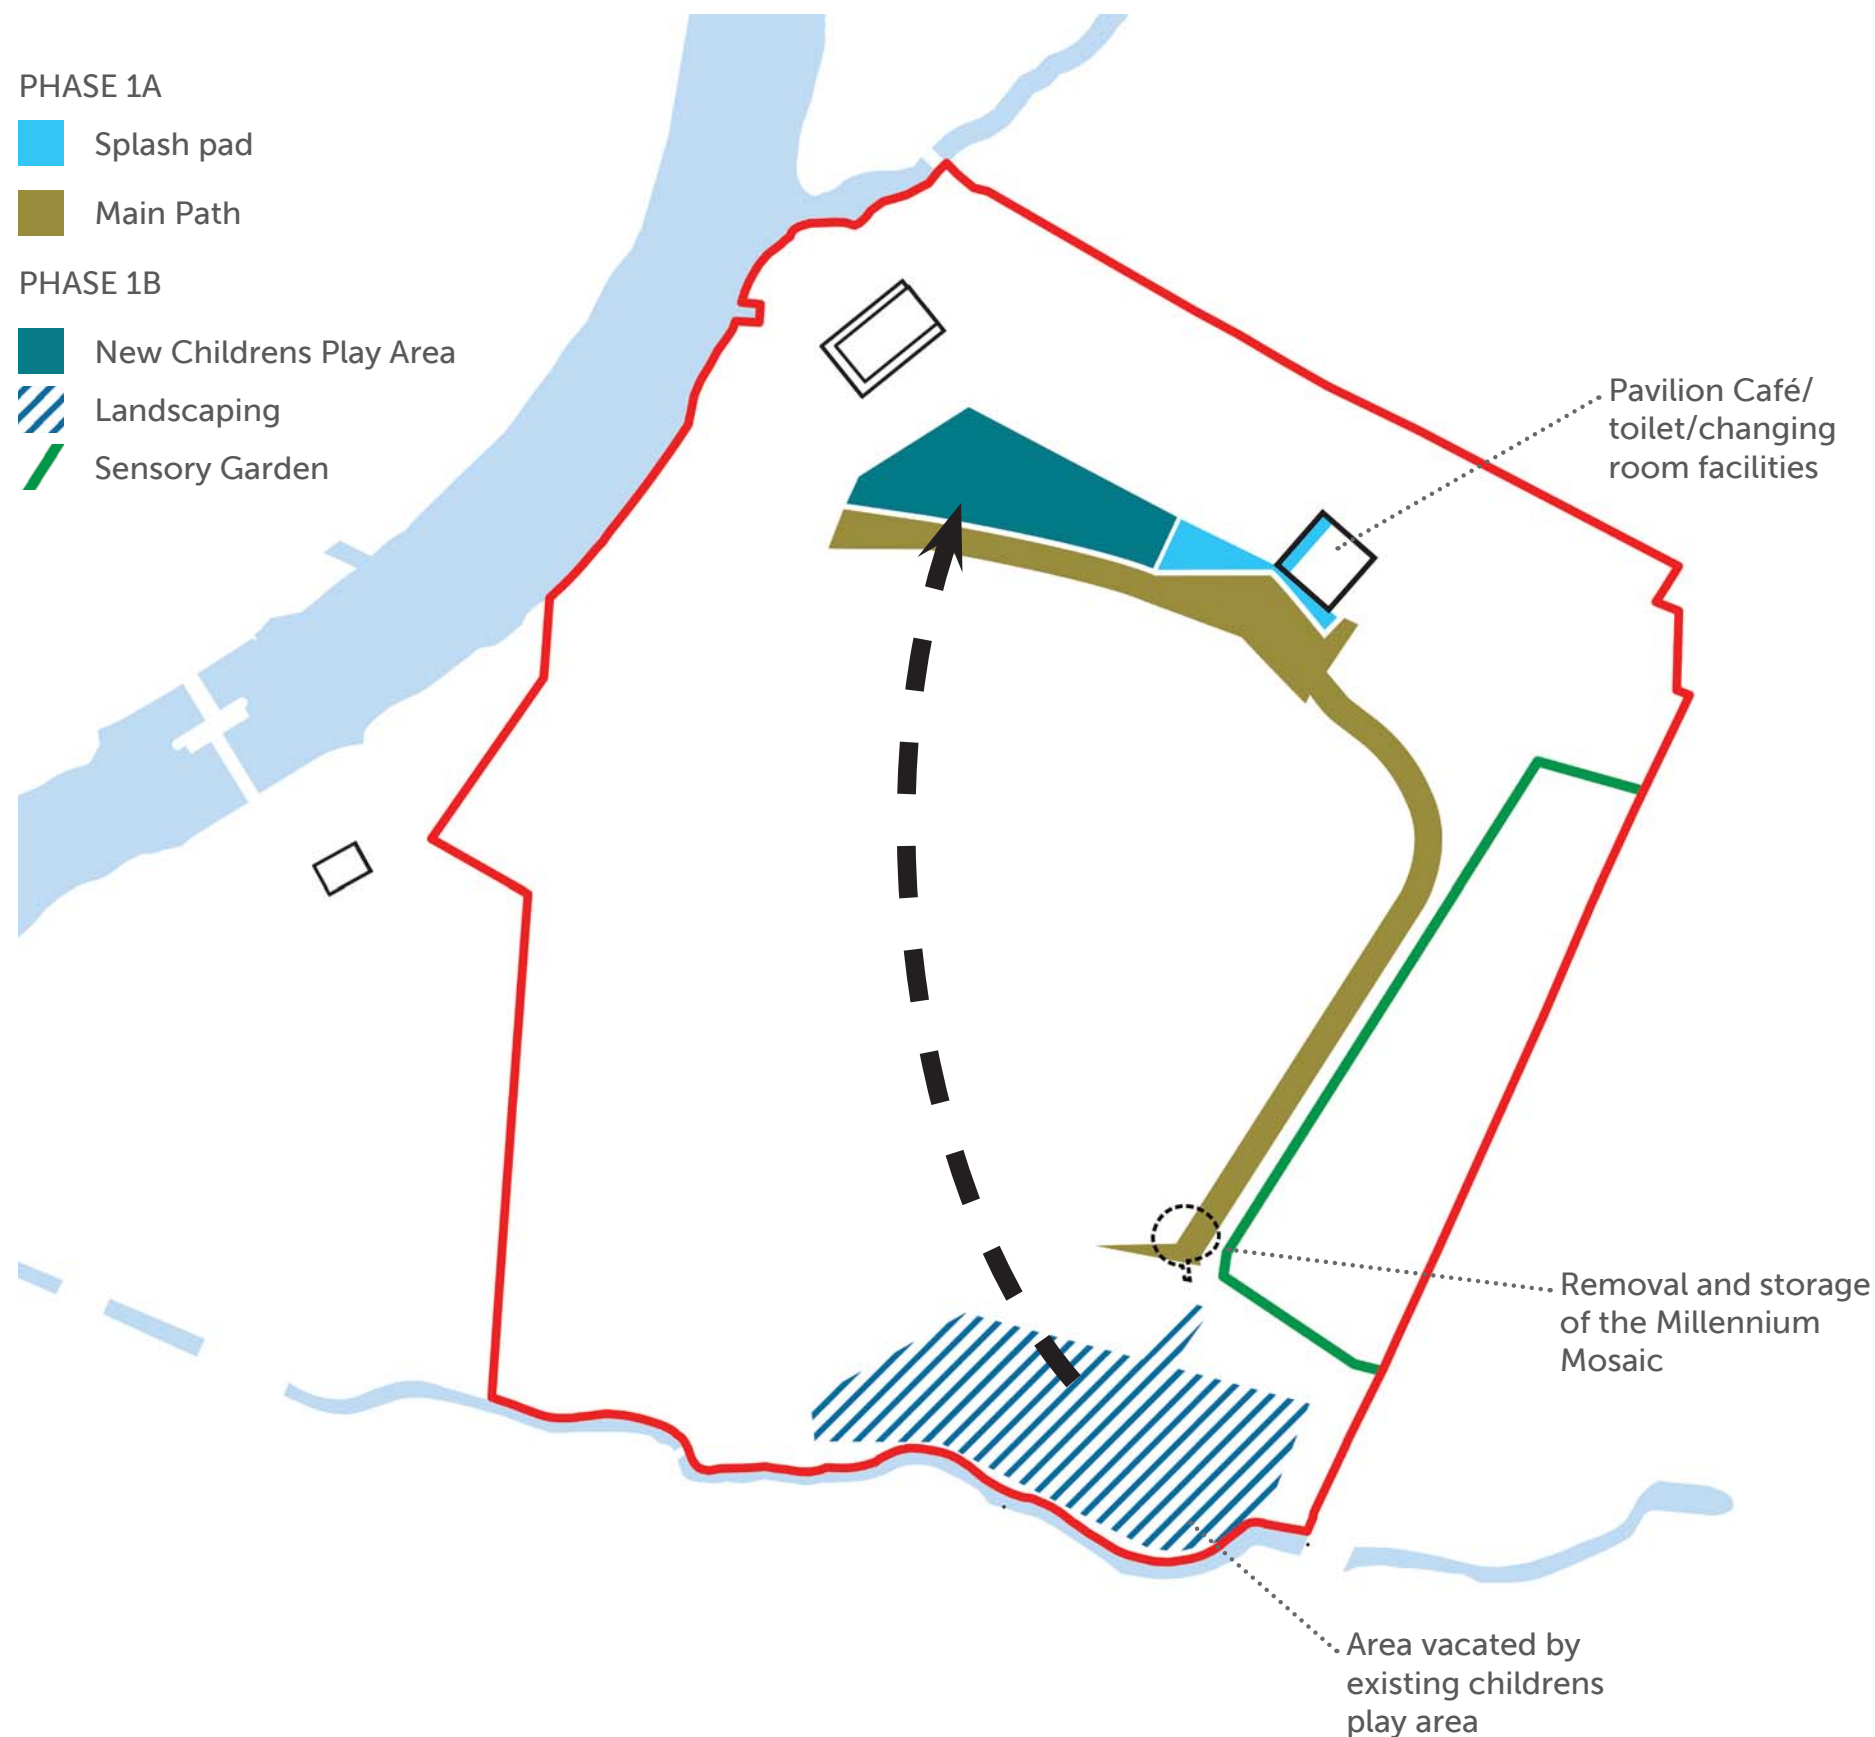 PHASE 1A
Splash pad
Main Path
PHASE 1B
New Childrens Play Area
Landscaping
Sensory Garden
Pavilion Café/
toilet/changing
room facilities
Removal and storage
of the Millennium
Mosaic
Area vacated by
existing childrens
play area